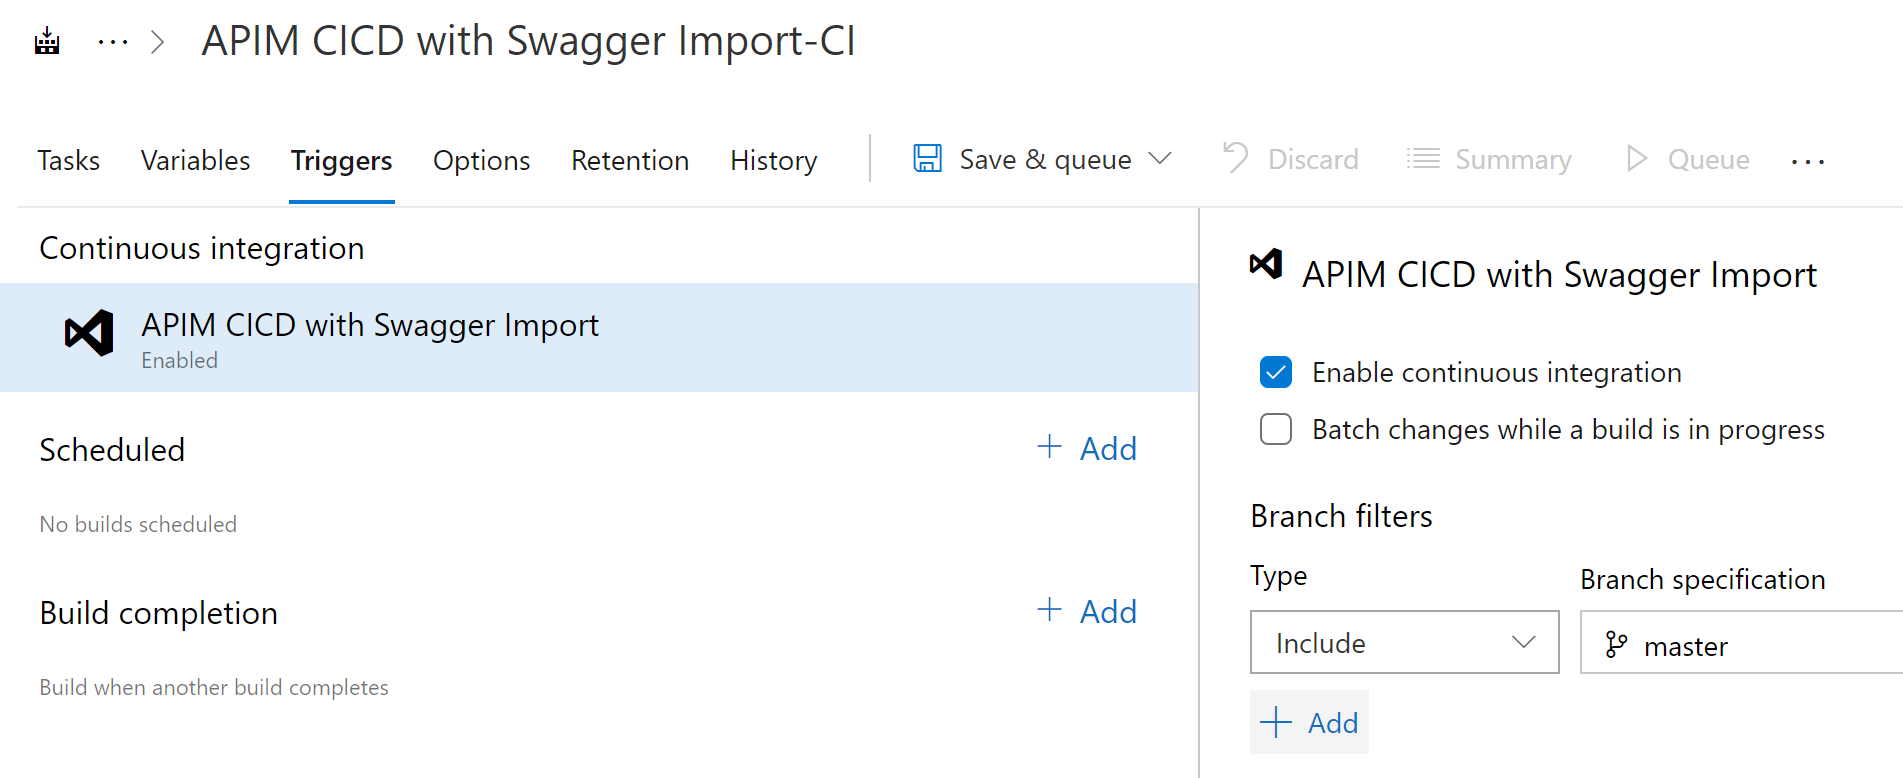 ··· > APIM CICD with Swagger Import-CI
Tasks Variables Triggers Options Retention History Save & queue Discard Summary Queue ···
Continuous integration
APIM CICD with Swagger Import
Enabled
Scheduled + Add
No builds scheduled
Build completion + Add
Build when another build completes
APIM CICD with Swagger Import
Enable continuous integration
Batch changes while a build is in progress
Branch filters
Type Branch specification
Include master
+ Add